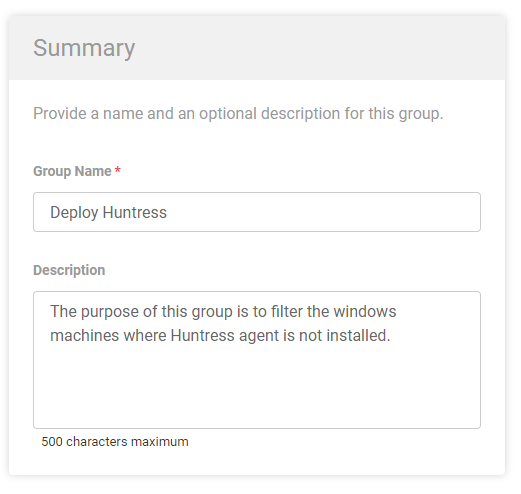 Summary
Provide a name and an optional description for this group.
Group Name *
Deploy Huntress
Description
The purpose of this group is to filter the windows
machines where Huntress agent is not installed.
500 characters maximum